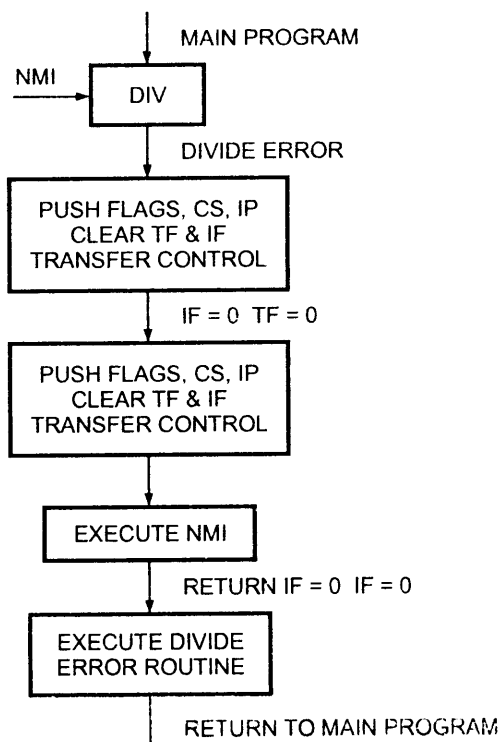 MAIN PROGRAM
NMI
DIV
DIVIDE ERROR
PUSH FLAGS, CS, IP
CLEAR TF & IF
TRANSFER CONTROL
IF = 0 TF = 0
PUSH FLAGS, CS, IP
CLEAR TF & IF
TRANSFER CONTROL
EXECUTE NMI
RETURN IF = 0 IF = 0
EXECUTE DIVIDE
ERROR ROUTINE
RETURN TO MAIN PROGRAM